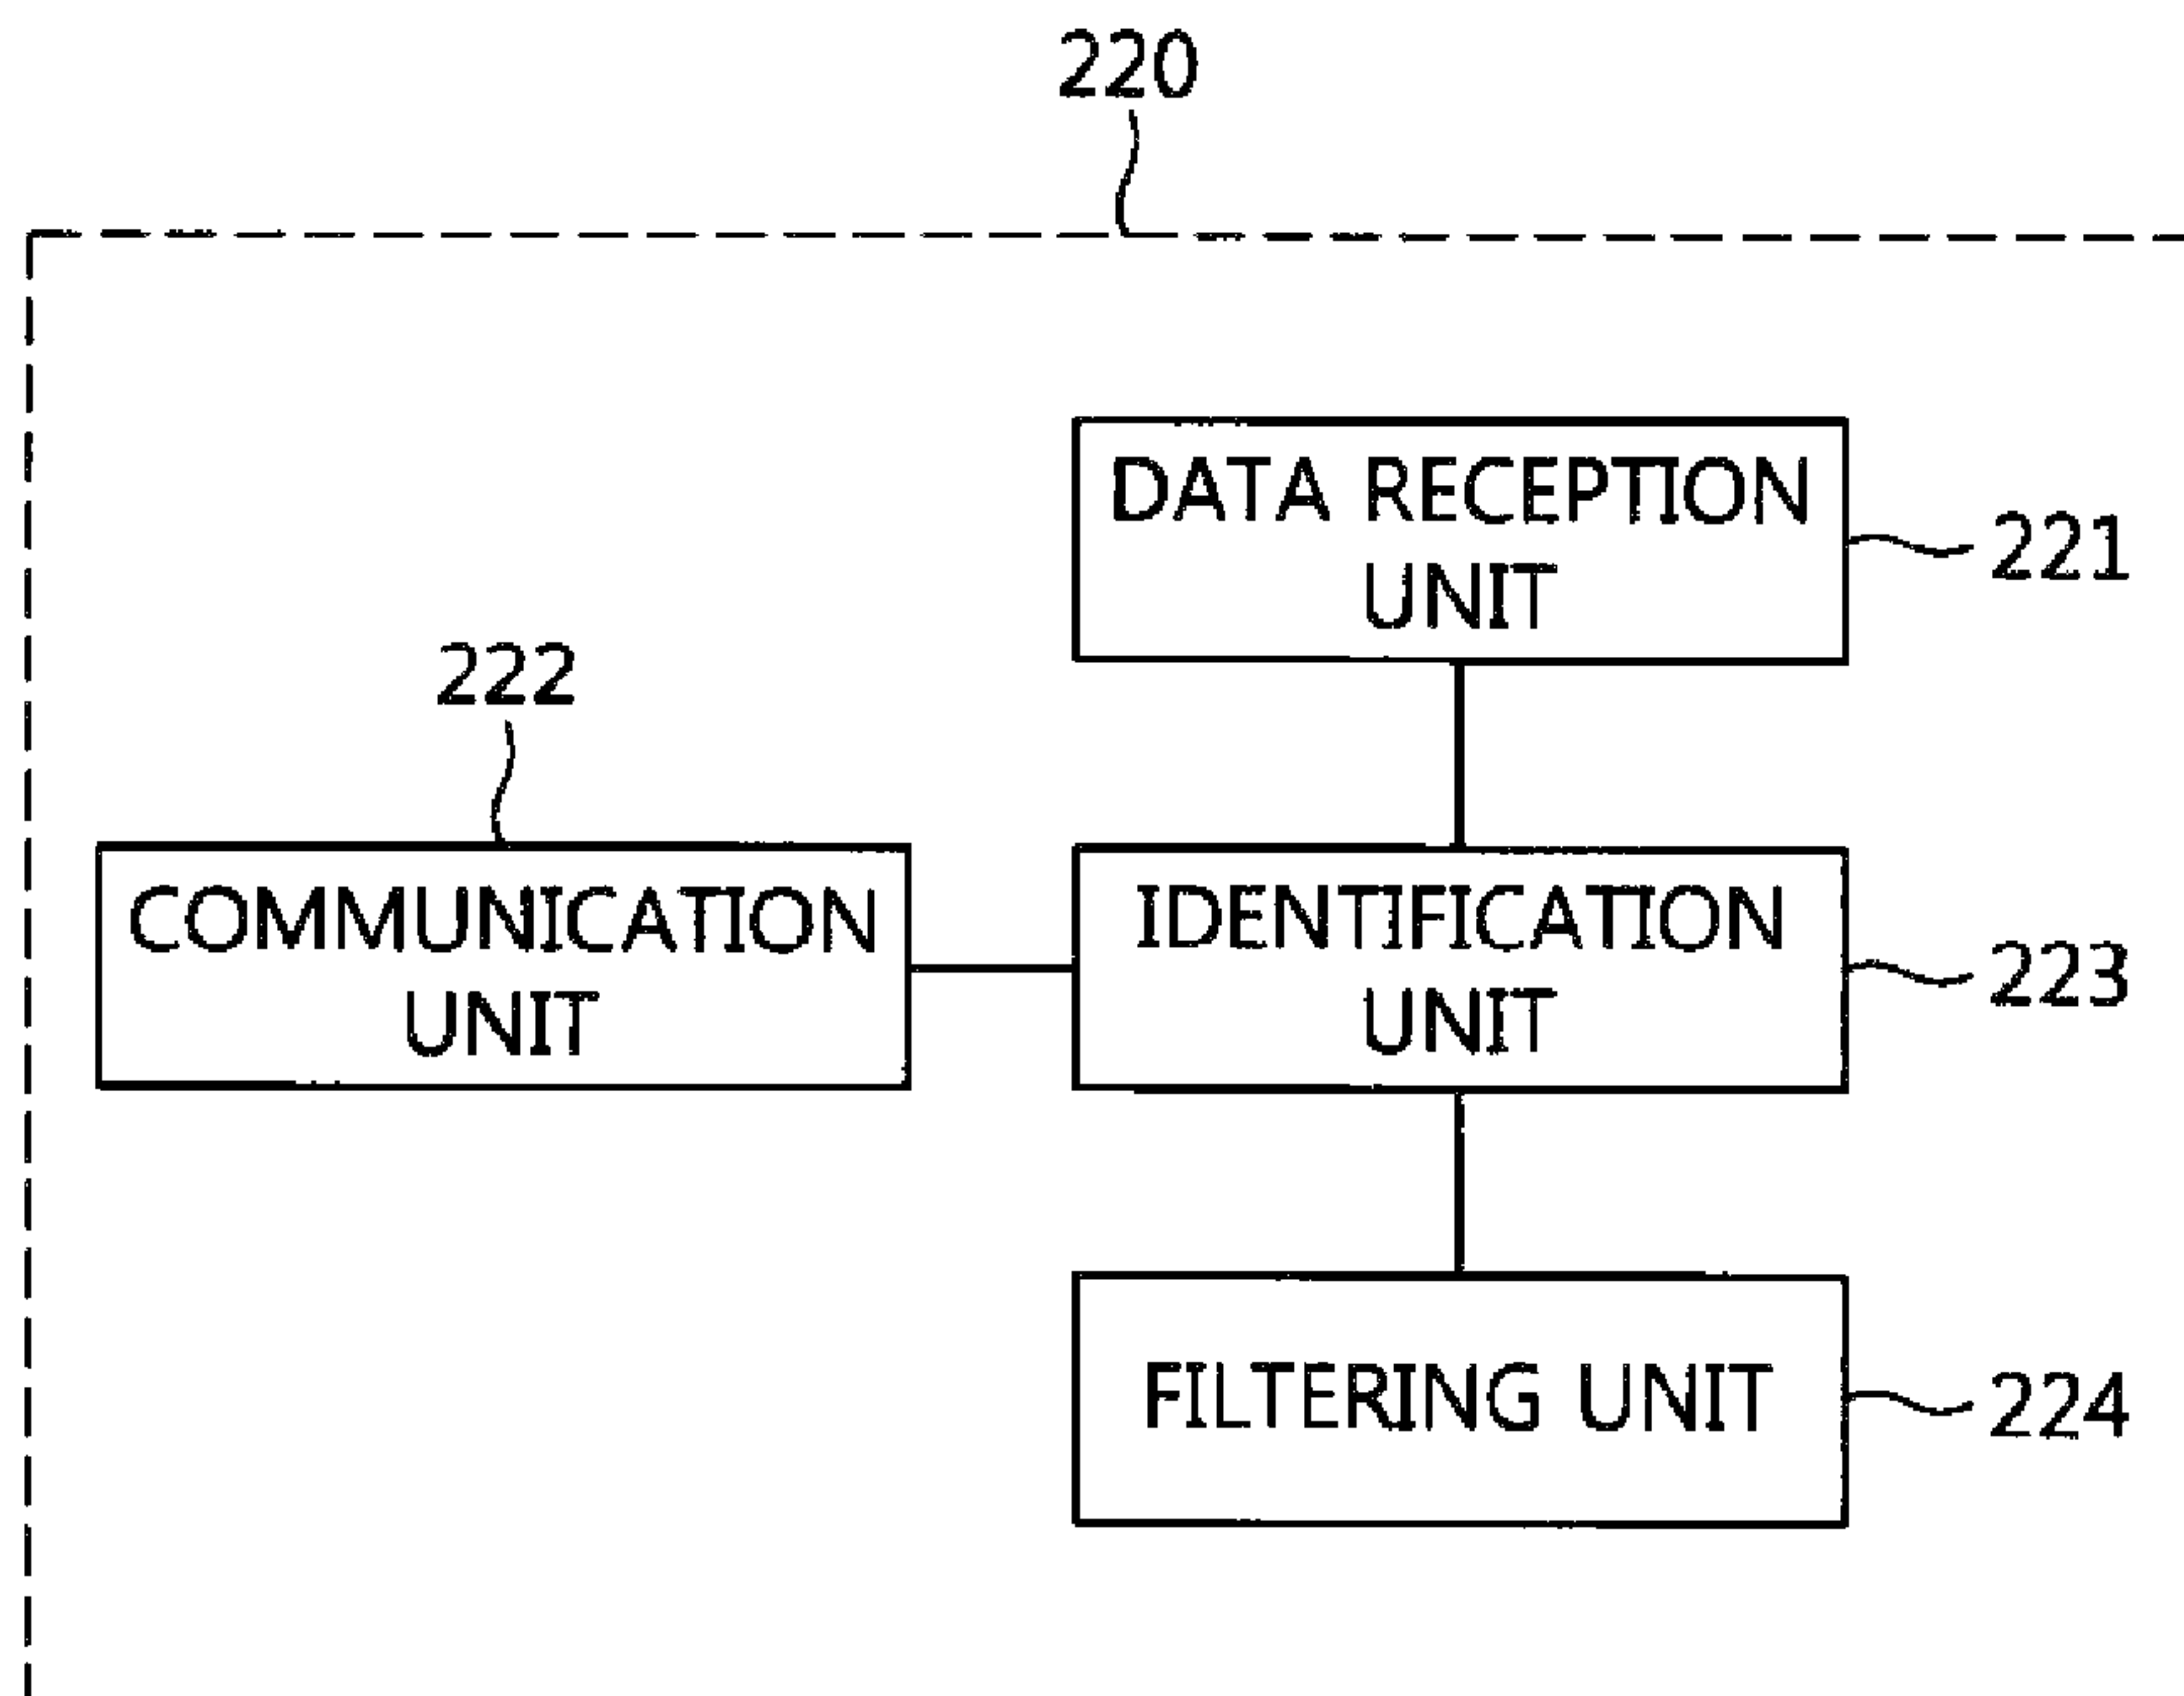 220
DATA RECEPTION
UNIT
221
222
COMMUNICATION
UNIT
IDENTIFICATION
UNIT
223
FILTERING UNIT
224